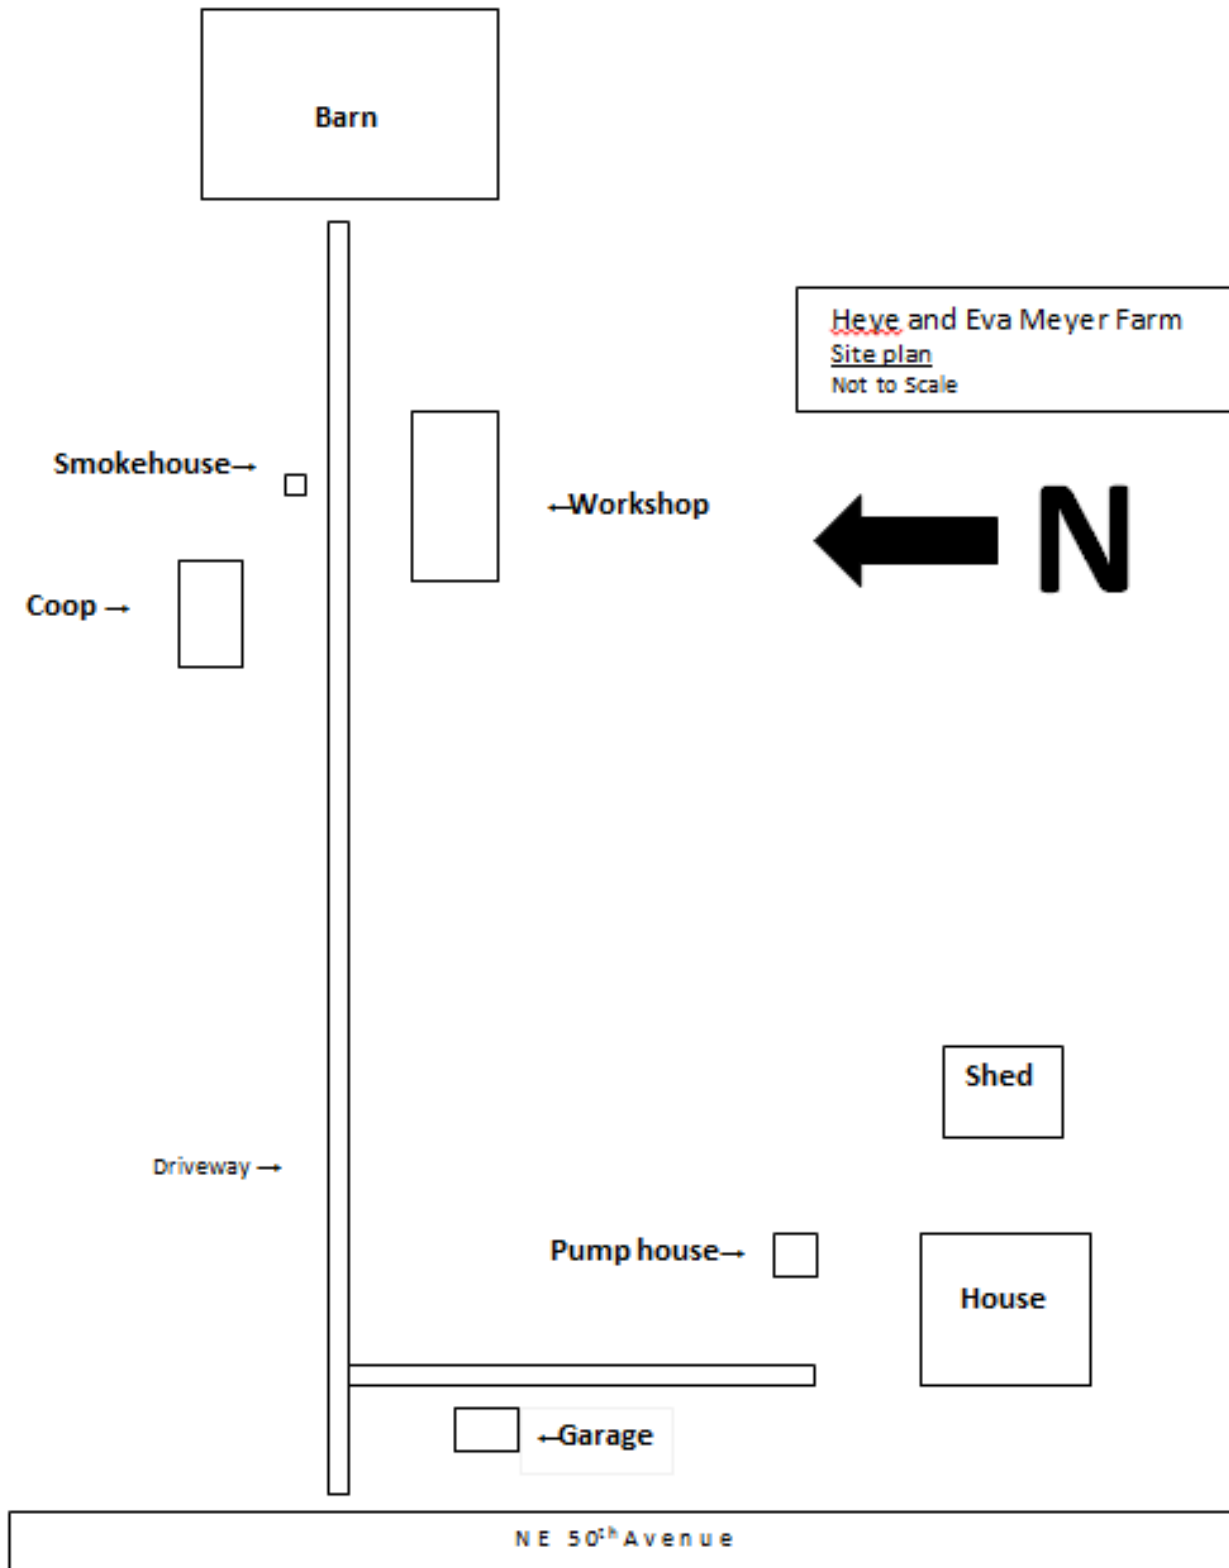 Barn
Heye and Eva Meyer Farm
Site plan
Not to Scale
Smokehouse→
←Workshop
N
Coop →
Shed
Driveway →
Pump house→
House
←Garage
NE 50th Avenue